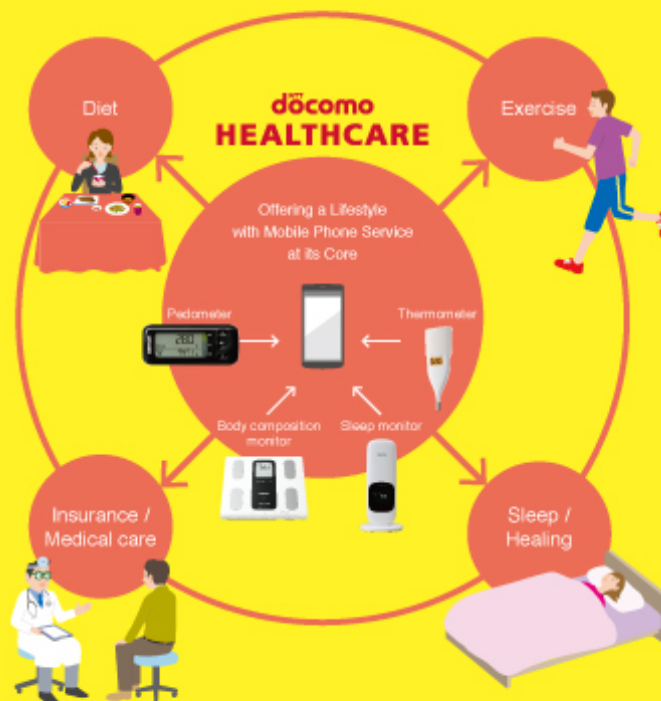 Diet
döcomo
HEALTHCARE
Exercise
Offering a Lifestyle
with Mobile Phone Service
at its Core
Pedometer
Thermometer
Body composition
monitor
Sleep monitor
Insurance /
Medical care
Sleep /
Healing